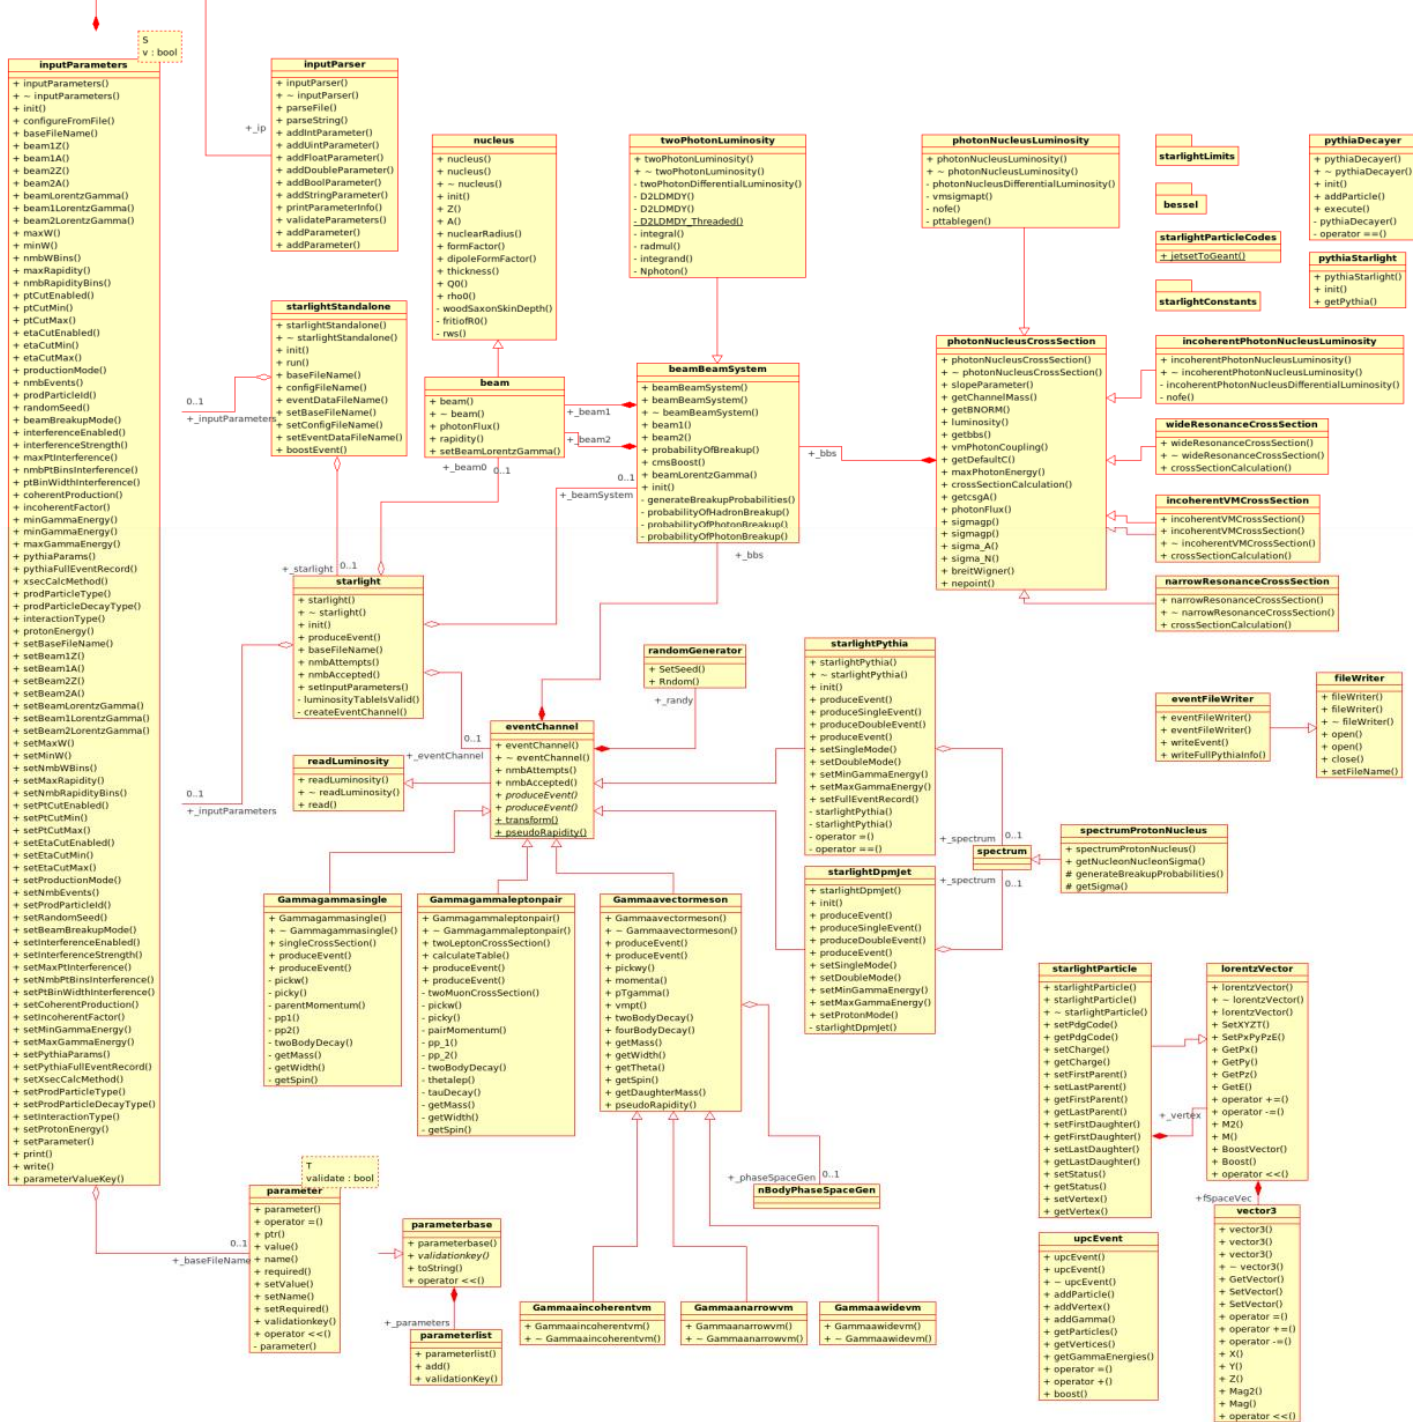 S
v : bool
inputParameters
+ inputParameters()
+ ~ inputParameters()
+ init()
+ configureFromFile()
+ baseFileName()
+ beam1Z()
+ beam1A()
+ beam2Z()
+ beam2A()
+ beamLorentzGamma()
+ beam1LorentzGamma()
+ beam2LorentzGamma()
+ maxW()
+ minW()
+ nmbWBins()
+ maxRapidity()
+ nmbRapidityBins()
+ ptCutEnabled()
+ ptCutMin()
+ ptCutMax()
+ etaCutEnabled()
+ etaCutMin()
+ etaCutMax()
+ productionMode()
+ nmbEvents()
+ prodParticleId()
+ randomSeed()
+ beamBreakupMode()
+ interferenceEnabled()
+ interferenceStrength()
+ maxPtInterference()
+ nmbPtBinsInterference()
+ ptBinWidthInterference()
+ coherentProduction()
+ incoherentFactor()
+ minGammaEnergy()
+ minGammaEnergy()
+ maxGammaEnergy()
+ pythiaParams()
+ pythiaFullEventRecord()
+ xsecCalcMethod()
+ prodParticleType()
+ prodParticleDecayType()
+ interactionType()
+ protonEnergy()
+ setBaseFileName()
+ setBeam1Z()
+ setBeam1A()
+ setBeam2Z()
+ setBeam2A()
+ setBeamLorentzGamma()
+ setBeam1LorentzGamma()
+ setBeam2LorentzGamma()
+ setMaxW()
+ setMinW()
+ setNmbWBins()
+ setMaxRapidity()
+ setNmbRapidityBins()
+ setPtCutEnabled()
+ setPtCutMin()
+ setPtCutMax()
+ setEtaCutEnabled()
+ setEtaCutMin()
+ setEtaCutMax()
+ setProductionMode()
+ setNmbEvents()
+ setProdParticleId()
+ setRandomSeed()
+ setBeamBreakupMode()
+ setInterferenceEnabled()
+ setInterferenceStrength()
+ setMaxPtInterference()
+ setNmbPtBinsInterference()
+ setPtBinWidthInterference()
+ setCoherentProduction()
+ setIncoherentFactor()
+ setMinGammaEnergy()
+ setMaxGammaEnergy()
+ setPythiaParams()
+ setPythiaFullEventRecord()
+ setXsecCalcMethod()
+ setProdParticleType()
+ setProdParticleDecayType()
+ setInteractionType()
+ setProtonEnergy()
+ setParameter()
+ print()
+ write()
+ parameterValueKey()
+_ip
inputParser
+ inputParser()
+ ~ inputParser()
+ parseFile()
+ parseString()
+ addIntParameter()
+ addUintParameter()
+ addFloatParameter()
+ addDoubleParameter()
+ addBoolParameter()
+ addStringParameter()
+ printParameterInfo()
+ validateParameters()
+ addParameter()
+ addParameter()
starlightStandalone
+ starlightStandalone()
+ ~ starlightStandalone()
+ init()
+ run()
+ baseFileName()
+ configFileName()
+ eventDataFileName()
+ setBaseFileName()
+ setConfigFileName()
+ setEventDataFileName()
+ boostEvent()
0..1
+_inputParameters
nucleus
+ nucleus()
+ nucleus()
+ ~ nucleus()
+ init()
+ Z()
+ A()
+ nuclearRadius()
+ formFactor()
+ dipoleFormFactor()
+ thickness()
+ Q0()
+ rho0()
- woodSaxonSkinDepth()
- fritiofR0()
- rws()
beam
+ beam()
+ ~ beam()
+ photonFlux()
+ rapidity()
+ setBeamLorentzGamma()
+_beam1
+_beam2
+_beam0
0..1
twoPhotonLuminosity
+ twoPhotonLuminosity()
+ ~ twoPhotonLuminosity()
- twoPhotonDifferentialLuminosity()
- D2LDMDY()
- D2LDMDY()
- D2LDMDY_Threaded()
- integral()
- radmul()
- integrand()
- Nphoton()
beamBeamSystem
+ beamBeamSystem()
+ beamBeamSystem()
+ ~ beamBeamSystem()
+ beam1()
+ beam2()
+ probabilityOfBreakup()
+ cmsBoost()
+ beamLorentzGamma()
+ init()
- generateBreakupProbabilities()
- probabilityOfHadronBreakup()
- probabilityOfPhotonBreakup()
- probabilityOfPhotonBreakup()
0..1
+_beamSystem
+_bbs
+_bbs
photonNucleusLuminosity
+ photonNucleusLuminosity()
+ ~ photonNucleusLuminosity()
- photonNucleusDifferentialLuminosity()
- vmsigmapt()
- nofe()
- pttablegen()
photonNucleusCrossSection
+ photonNucleusCrossSection()
+ ~ photonNucleusCrossSection()
+ slopeParameter()
+ getChannelMass()
+ getBNORM()
+ luminosity()
+ getbbs()
+ vmPhotonCoupling()
+ getDefaultC()
+ maxPhotonEnergy()
+ crossSectionCalculation()
+ getcsgA()
+ photonFlux()
+ sigmagp()
+ sigmagp()
+ sigma_A()
+ sigma_N()
+ breitWigner()
+ nepoint()
starlightLimits
bessel
starlightParticleCodes
+ jetsetToGeant()
starlightConstants
pythiaDecayer
+ pythiaDecayer()
+ ~ pythiaDecayer()
+ init()
+ addParticle()
+ execute()
- pythiaDecayer()
- operator ==()
pythiaStarlight
+ pythiaStarlight()
+ init()
+ getPythia()
incoherentPhotonNucleusLuminosity
+ incoherentPhotonNucleusLuminosity()
+ ~ incoherentPhotonNucleusLuminosity()
- incoherentPhotonNucleusDifferentialLuminosity()
- nofe()
wideResonanceCrossSection
+ wideResonanceCrossSection()
+ ~ wideResonanceCrossSection()
+ crossSectionCalculation()
incoherentVMCrossSection
+ incoherentVMCrossSection()
+ incoherentVMCrossSection()
+ ~ incoherentVMCrossSection()
+ crossSectionCalculation()
narrowResonanceCrossSection
+ narrowResonanceCrossSection()
+ ~ narrowResonanceCrossSection()
+ crossSectionCalculation()
+_starlight
0..1
starlight
+ starlight()
+ ~ starlight()
+ init()
+ produceEvent()
+ baseFileName()
+ nmbAttempts()
+ nmbAccepted()
+ setInputParameters()
- luminosityTableIsValid()
- createEventChannel()
0..1
+_inputParameters
0..1
+_eventChannel
readLuminosity
+ readLuminosity()
+ ~ readLuminosity()
+ read()
eventChannel
+ eventChannel()
+ ~ eventChannel()
+ nmbAttempts()
+ nmbAccepted()
+ produceEvent()
+ produceEvent()
+ transform()
+ pseudoRapidity()
randomGenerator
+ SetSeed()
+ Rndom()
+_randy
starlightPythia
+ starlightPythia()
+ ~ starlightPythia()
+ init()
+ produceEvent()
+ produceSingleEvent()
+ produceDoubleEvent()
+ produceEvent()
+ setSingleMode()
+ setDoubleMode()
+ setMinGammaEnergy()
+ setMaxGammaEnergy()
+ setFullEventRecord()
- starlightPythia()
- starlightPythia()
- operator =()
- operator ==()
+_spectrum
0..1
spectrum
+_spectrum
0..1
starlightDpmJet
+ starlightDpmJet()
+ init()
+ produceEvent()
+ produceSingleEvent()
+ produceDoubleEvent()
+ produceEvent()
+ setSingleMode()
+ setDoubleMode()
+ setMinGammaEnergy()
+ setMaxGammaEnergy()
+ setProtonMode()
- starlightDpmJet()
eventFileWriter
+ eventFileWriter()
+ eventFileWriter()
+ writeEvent()
+ writeFullPythiaInfo()
fileWriter
+ fileWriter()
+ fileWriter()
+ ~ fileWriter()
+ open()
+ open()
+ close()
+ setFileName()
spectrumProtonNucleus
+ spectrumProtonNucleus()
+ getNucleonNucleonSigma()
# generateBreakupProbabilities()
# getSigma()
Gammagammasingle
+ Gammagammasingle()
+ ~ Gammagammasingle()
+ singleCrossSection()
+ produceEvent()
+ produceEvent()
- pickw()
- picky()
- parentMomentum()
- pp1()
- pp2()
- twoBodyDecay()
- getMass()
- getWidth()
- getSpin()
Gammagammaleptonpair
+ Gammagammaleptonpair()
+ ~ Gammagammaleptonpair()
+ twoLeptonCrossSection()
+ calculateTable()
+ produceEvent()
+ produceEvent()
- twoMuonCrossSection()
- pickw()
- picky()
- pairMomentum()
- pp_1()
- pp_2()
- twoBodyDecay()
- thetalep()
- tauDecay()
- getMass()
- getWidth()
- getSpin()
Gammaavectormeson
+ Gammaavectormeson()
+ ~ Gammaavectormeson()
+ produceEvent()
+ produceEvent()
+ pickwy()
+ momenta()
+ pTgamma()
+ vmpt()
+ twoBodyDecay()
+ fourBodyDecay()
+ getMass()
+ getWidth()
+ getTheta()
+ getSpin()
+ getDaughterMass()
+ pseudoRapidity()
+_phaseSpaceGen
0..1
nBodyPhaseSpaceGen
starlightParticle
+ starlightParticle()
+ starlightParticle()
+ ~ starlightParticle()
+ setPdgCode()
+ getPdgCode()
+ setCharge()
+ getCharge()
+ setFirstParent()
+ setLastParent()
+ getFirstParent()
+ getLastParent()
+ setFirstDaughter()
+ getFirstDaughter()
+ setLastDaughter()
+ getLastDaughter()
+ setStatus()
+ getStatus()
+ setVertex()
+ getVertex()
+_vertex
lorentzVector
+ lorentzVector()
+ ~ lorentzVector()
+ lorentzVector()
+ SetXYZT()
+ SetPxPyPzE()
+ GetPx()
+ GetPy()
+ GetPz()
+ GetE()
+ operator +=()
+ operator -=()
+ M2()
+ M()
+ BoostVector()
+ Boost()
+ operator <<()
+fSpaceVec
vector3
+ vector3()
+ vector3()
+ vector3()
+ ~ vector3()
+ GetVector()
+ SetVector()
+ SetVector()
+ operator =()
+ operator +=()
+ operator -=()
+ X()
+ Y()
+ Z()
+ Mag2()
+ Mag()
+ operator <<()
upcEvent
+ upcEvent()
+ upcEvent()
+ ~ upcEvent()
+ addParticle()
+ addVertex()
+ addGamma()
+ getParticles()
+ getVertices()
+ getGammaEnergies()
+ operator =()
+ operator +()
+ boost()
T
validate : bool
parameter
+ parameter()
+ operator =()
+ ptr()
+ value()
+ name()
+ required()
+ setValue()
+ setName()
+ setRequired()
+ validationkey()
+ operator <<()
- parameter()
0..1
+_baseFileName
parameterbase
+ parameterbase()
+ validationkey()
+ toString()
+ operator <<()
+_parameters
parameterlist
+ parameterlist()
+ add()
+ validationKey()
Gammaaincoherentvm
+ Gammaaincoherentvm()
+ ~ Gammaaincoherentvm()
Gammaanarrowvm
+ Gammaanarrowvm()
+ ~ Gammaanarrowvm()
Gammaawidevm
+ Gammaawidevm()
+ ~ Gammaawidevm()